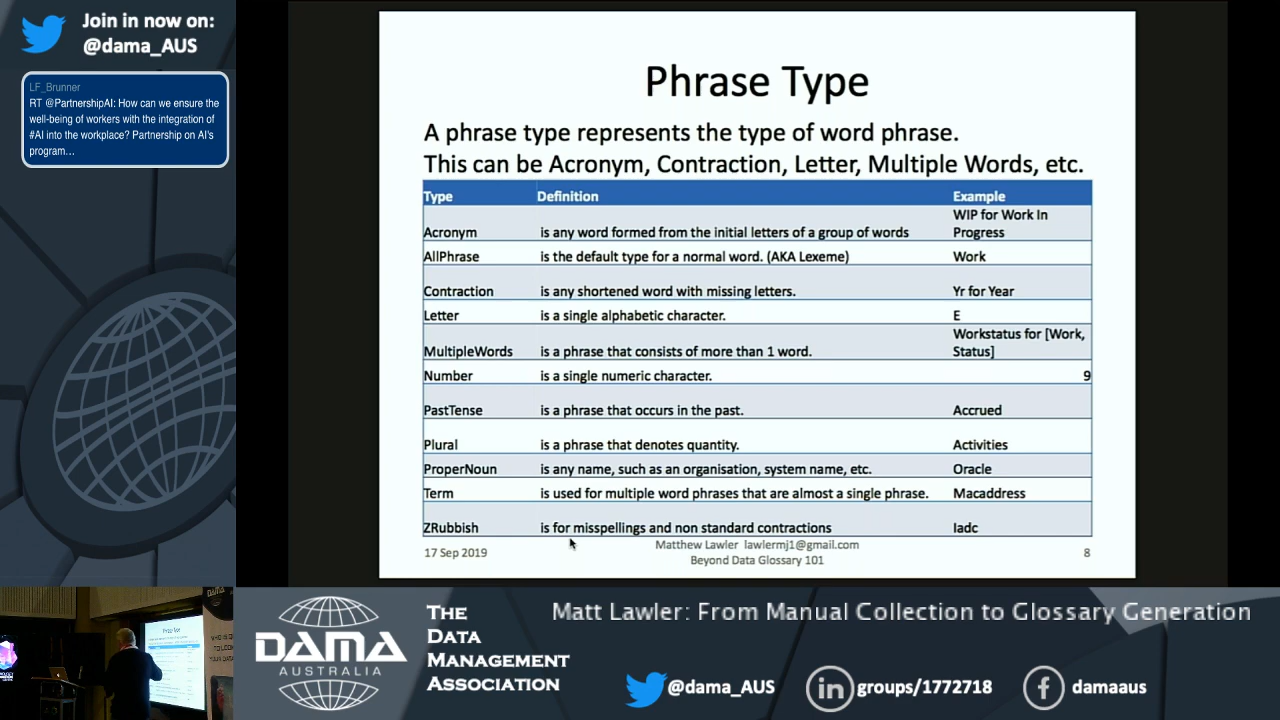 Join in now on:
@dama_AUS
LF_Brunner
RT @PartnershipAI: How can we ensure the
well-being of workers with the integration of
#AI into the workplace? Partnership on AI's
program…
Phrase Type
A phrase type represents the type of word phrase.
This can be Acronym, Contraction, Letter, Multiple Words, etc.
Type Definition Example
Acronym is any word formed from the initial letters of a group of words WIP for Work In
Progress
AllPhrase is the default type for a normal word. (AKA Lexeme) Work
Contraction is any shortened word with missing letters. Yr for Year
Letter is a single alphabetic character. E
MultipleWords is a phrase that consists of more than 1 word. Workstatus for [Work,
Status]
Number is a single numeric character. 9
PastTense is a phrase that occurs in the past. Accrued
Plural is a phrase that denotes quantity. Activities
ProperNoun is any name, such as an organisation, system name, etc. Oracle
Term is used for multiple word phrases that are almost a single phrase. Macaddress
ZRubbish is for misspellings and non standard contractions Iadc
17 Sep 2019 Matthew Lawler lawlermj1@gmail.com 8
Beyond Data Glossary 101
Phrase Type
DAMA
DAMA
AUSTRALIA
THE
DATA
MANAGEMENT
ASSOCIATION
Matt Lawler: From Manual Collection to Glossary Generation
@dama_AUS
in groups/1772718
f damaaus